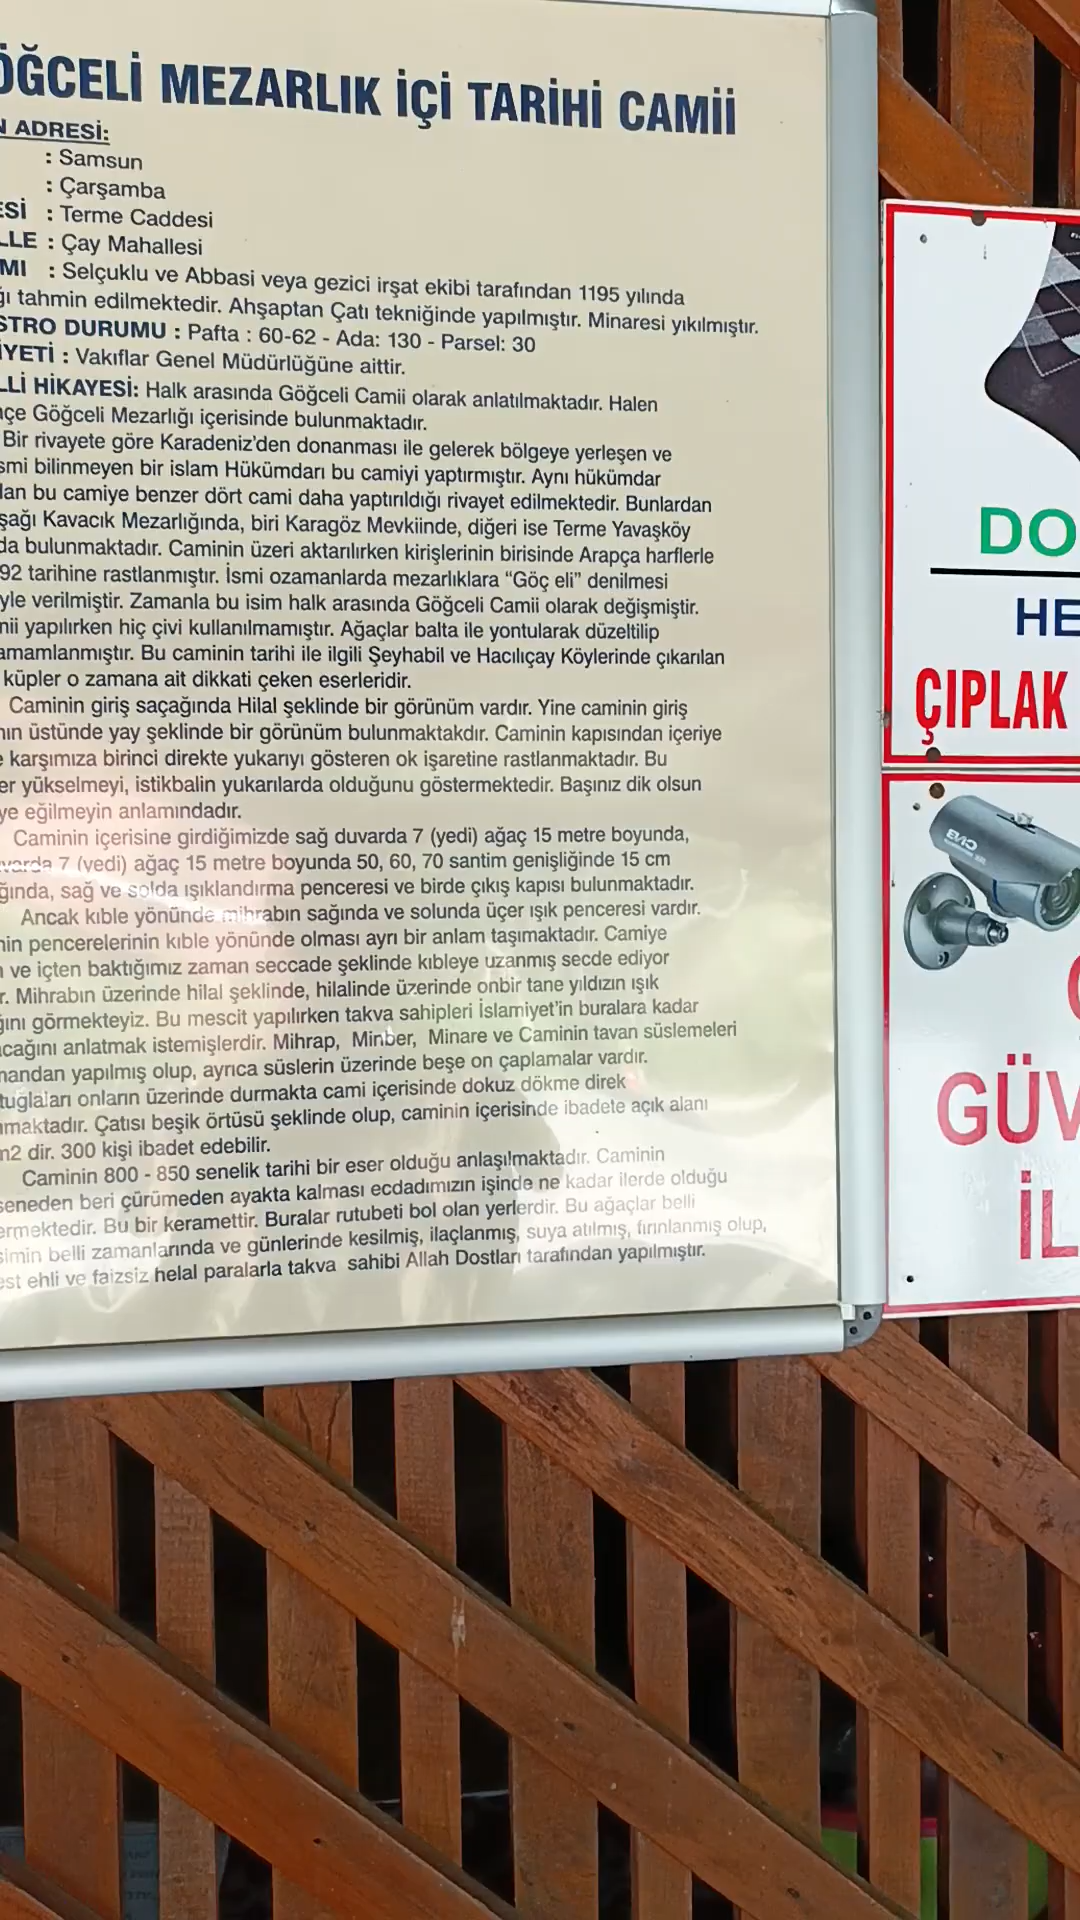 ÖĞCELİ MEZARLIK İÇİ TARİHİ CAMİİ
N ADRESİ:
: Samsun
: Çarşamba
ESİ : Terme Caddesi
LLE : Çay Mahallesi
MI : Selçuklu ve Abbasi veya gezici irşat ekibi tarafından 1195 yılında
ğı tahmin edilmektedir. Ahşaptan Çatı tekniğinde yapılmıştır. Minaresi yıkılmıştır.
STRO DURUMU : Pafta : 60-62 - Ada: 130 - Parsel: 30
İYETİ : Vakıflar Genel Müdürlüğüne aittir.
LLİ HİKAYESİ: Halk arasında Göğceli Camii olarak anlatılmaktadır. Halen
nçe Göğceli Mezarlığı içerisinde bulunmaktadır.
Bir rivayete göre Karadeniz'den donanması ile gelerek bölgeye yerleşen ve
smi bilinmeyen bir islam Hükümdarı bu camiyi yaptırmıştır. Aynı hükümdar
dan bu camiye benzer dört cami daha yaptırıldığı rivayet edilmektedir. Bunlardan
şağı Kavacık Mezarlığında, biri Karagöz Mevkiinde, diğeri ise Terme Yavaşköy
da bulunmaktadır. Caminin üzeri aktarılırken kirişlerinin birisinde Arapça harflerle
92 tarihine rastlanmıştır. İsmi ozamanlarda mezarlıklara “Göç eli” denilmesi
yle verilmiştir. Zamanla bu isim halk arasında Göğceli Camii olarak değişmiştir.
mii yapılırken hiç çivi kullanılmamıştır. Ağaçlar balta ile yontularak düzeltilip
amamlanmıştır. Bu caminin tarihi ile ilgili Şeyhabil ve Hacılıçay Köylerinde çıkarılan
küpler o zamana ait dikkati çeken eserleridir.
Caminin giriş saçağında Hilal şeklinde bir görünüm vardır. Yine caminin giriş
nın üstünde yay şeklinde bir görünüm bulunmaktakdır. Caminin kapısından içeriye
e karşımıza birinci direkte yukarıyı gösteren ok işaretine rastlanmaktadır. Bu
er yükselmeyi, istikbalin yukarılarda olduğunu göstermektedir. Başınız dik olsun
ye eğilmeyin anlamındadır.
Caminin içerisine girdiğimizde sağ duvarda 7 (yedi) ağaç 15 metre boyunda,
varda 7 (yedi) ağaç 15 metre boyunda 50, 60, 70 santim genişliğinde 15 cm
ğında, sağ ve solda ışıklandırma penceresi ve birde çıkış kapısı bulunmaktadır.
Ancak kıble yönünde mihrabın sağında ve solunda üçer ışık penceresi vardır.
nin pencerelerinin kıble yönünde olması ayrı bir anlam taşımaktadır. Camiye
n ve içten baktığımız zaman seccade şeklinde kıbleye uzanmış secde ediyor
r. Mihrabın üzerinde hilal şeklinde, hilalinde üzerinde onbir tane yıldızın ışık
ğını görmekteyiz. Bu mescit yapılırken takva sahipleri İslamiyet'in buralara kadar
acağını anlatmak istemişlerdir. Mihrap, Minber, Minare ve Caminin tavan süslemeleri
mandan yapılmış olup, ayrıca süslerin üzerinde beşe on çaplamalar vardır.
tuğlaları onların üzerinde durmakta cami içerisinde dokuz dökme direk
nmaktadır. Çatısı beşik örtüsü şeklinde olup, caminin içerisinde ibadete açık alanı
m2 dir. 300 kişi ibadet edebilir.
Caminin 800 - 850 senelik tarihi bir eser olduğu anlaşılmaktadır. Caminin
seneden beri çürümeden ayakta kalması ecdadımızın işinde ne kadar ilerde olduğu
ermektedir. Bu bir keramettir. Buralar rutubeti bol olan yerlerdir. Bu ağaçlar belli
simin belli zamanlarında ve günlerinde kesilmiş, ilaçlanmış, suya atılmış, fırınlanmış olup,
est ehli ve faizsiz helal paralarla takva sahibi Allah Dostları tarafından yapılmıştır.
DO
HE
ÇIPLAK
GÜV
İL